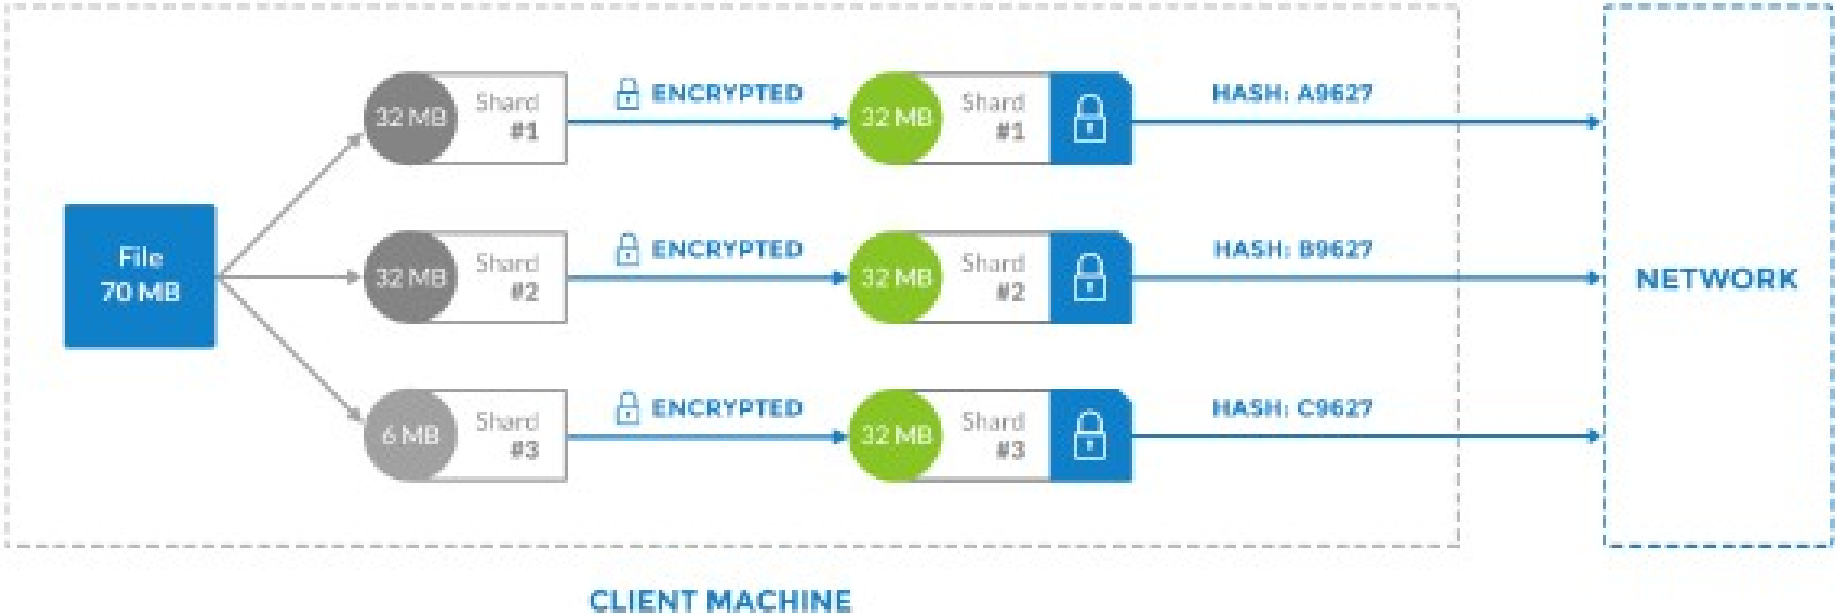 32 MB
Shard
#1
ENCRYPTED
32 MB
Shard
#1
HASH: A9627
File
70 MB
32 MB
Shard
#2
ENCRYPTED
32 MB
Shard
#2
HASH: B9627
NETWORK
6 MB
Shard
#3
ENCRYPTED
32 MB
Shard
#3
HASH: C9627
CLIENT MACHINE